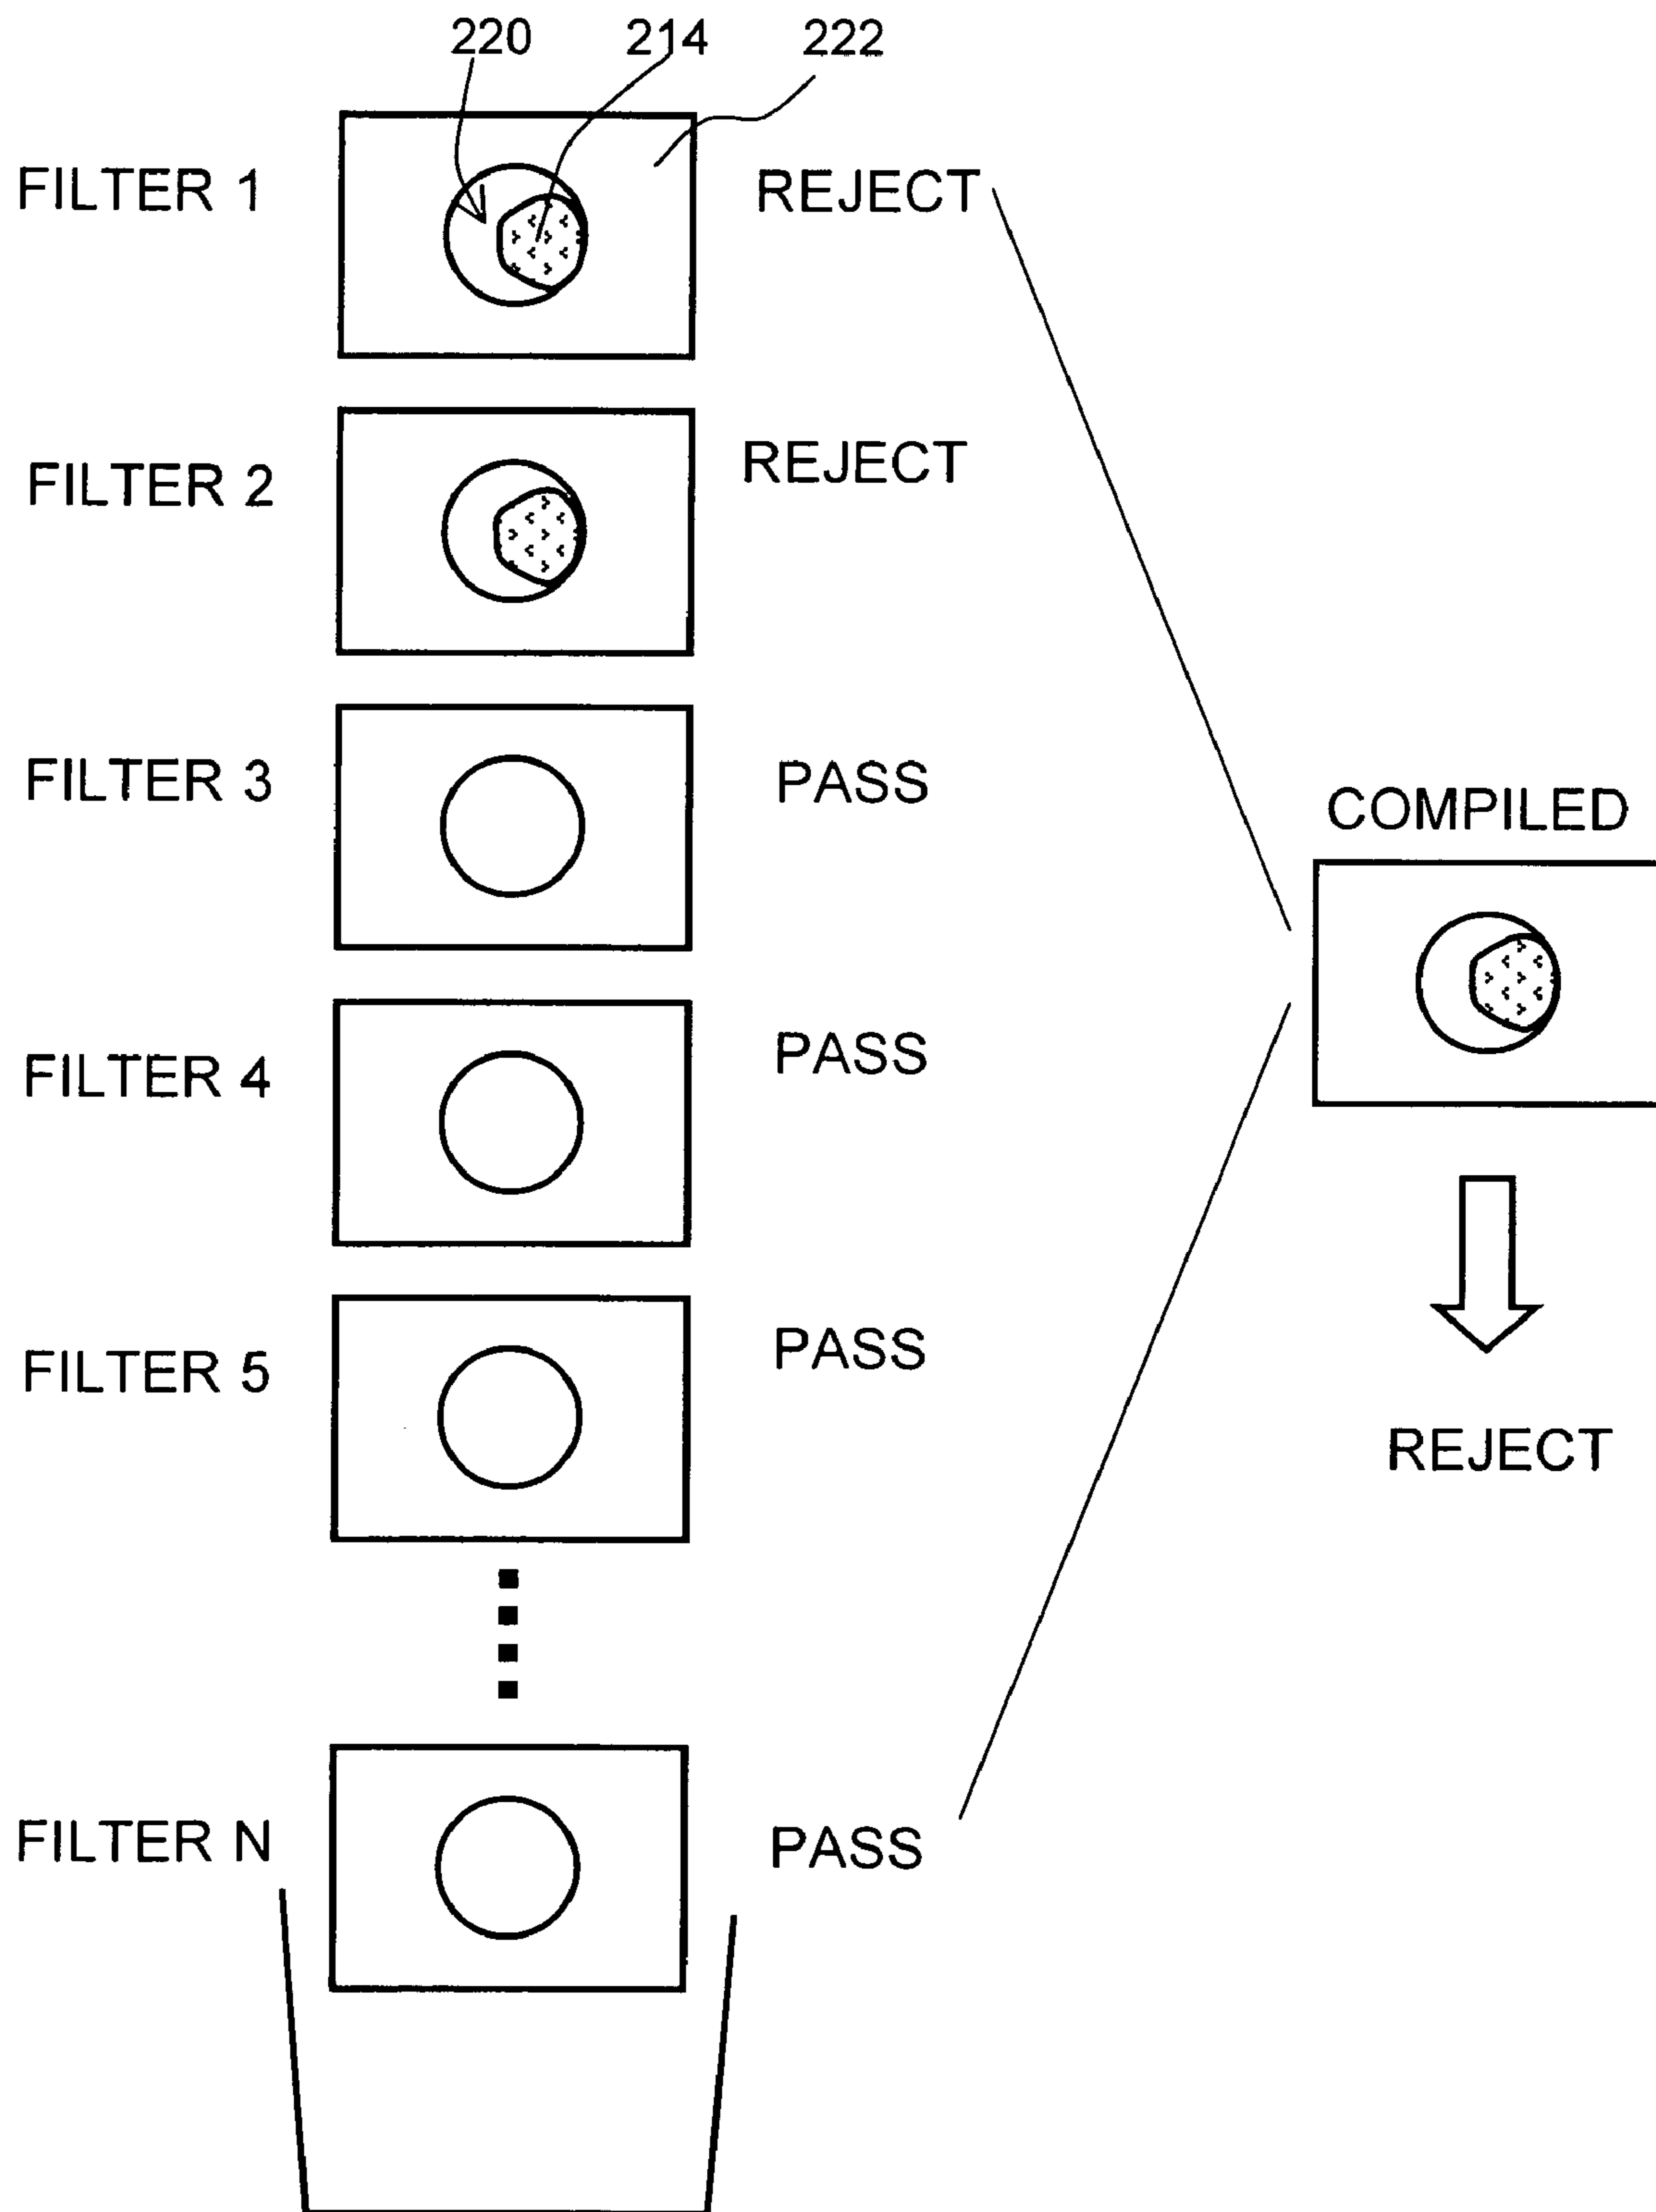 220 214 222
FILTER 1 REJECT
FILTER 2 REJECT
FILTER 3 PASS
COMPILED
FILTER 4 PASS
FILTER 5 PASS
REJECT
FILTER N PASS